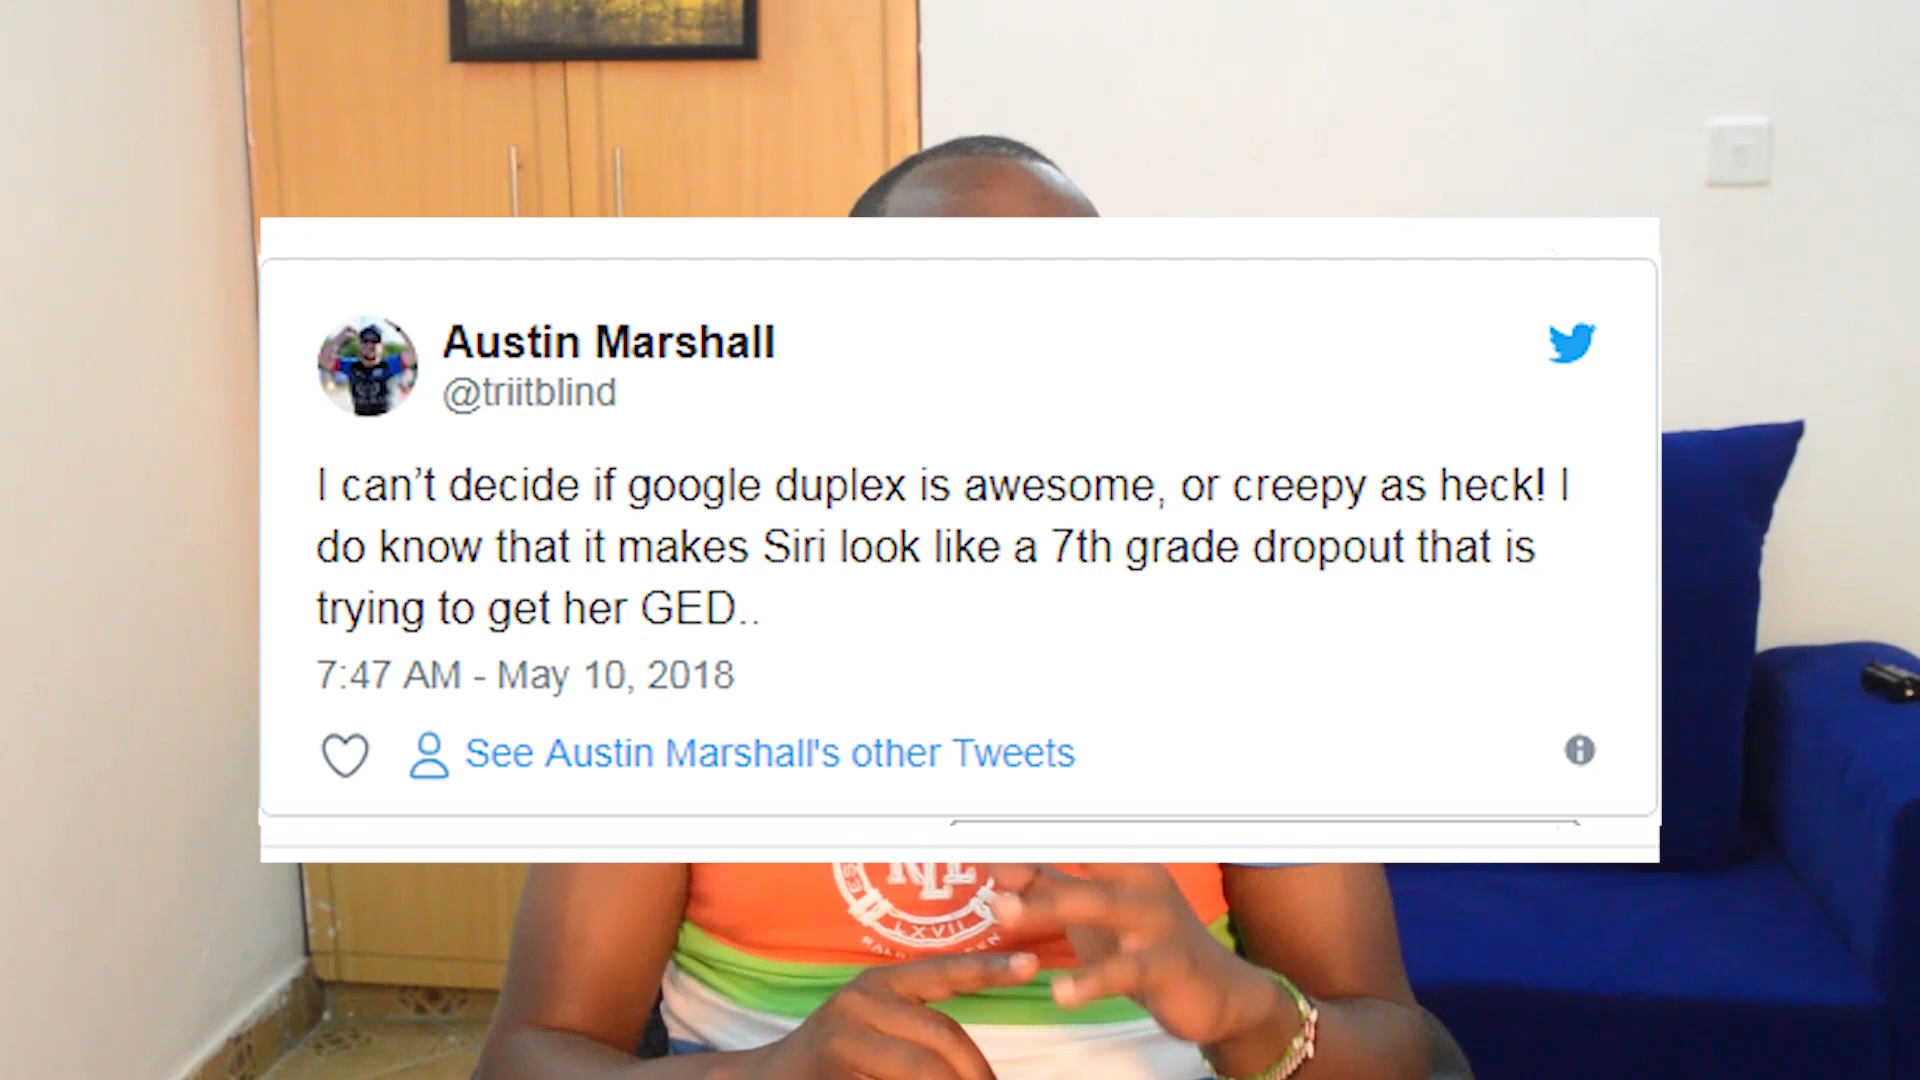 Austin Marshall
@triitblind
I can’t decide if google duplex is awesome, or creepy as heck! I
do know that it makes Siri look like a 7th grade dropout that is
trying to get her GED..
7:47 AM - May 10, 2018
See Austin Marshall's other Tweets
LXVII